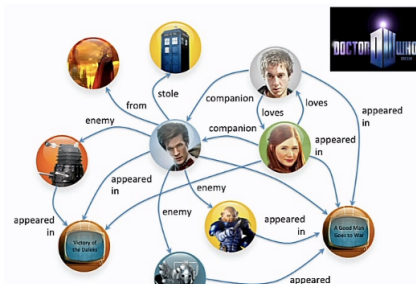 DOCTOR WHO
BBC
stole
from
companion
loves
loves
enemy
companion
appeared
in
appeared
in
appeared
in
enemy
appeared
in
enemy
appeared
in
Victory of
the Daleks
A Good Man
Goes to War
appeared